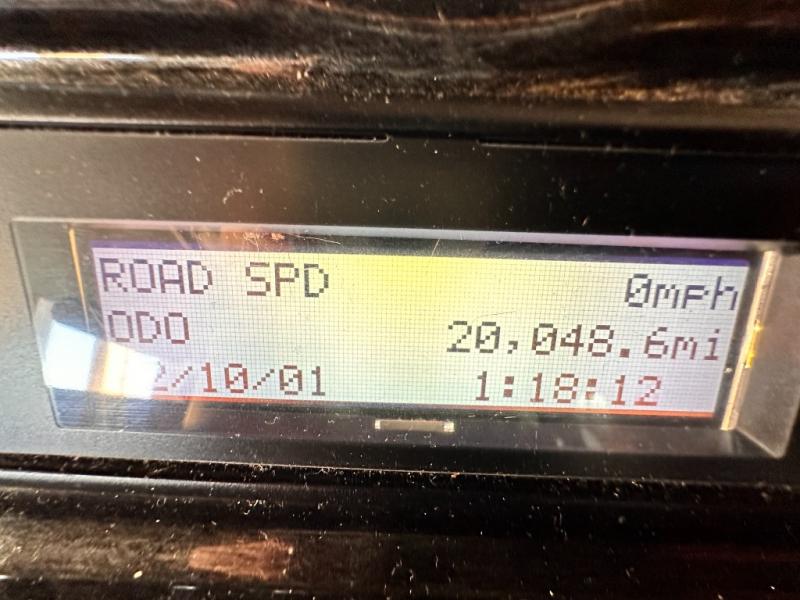 ROAD SPD 0mph
ODO 20,048.6mi
2/10/01 1:18:12